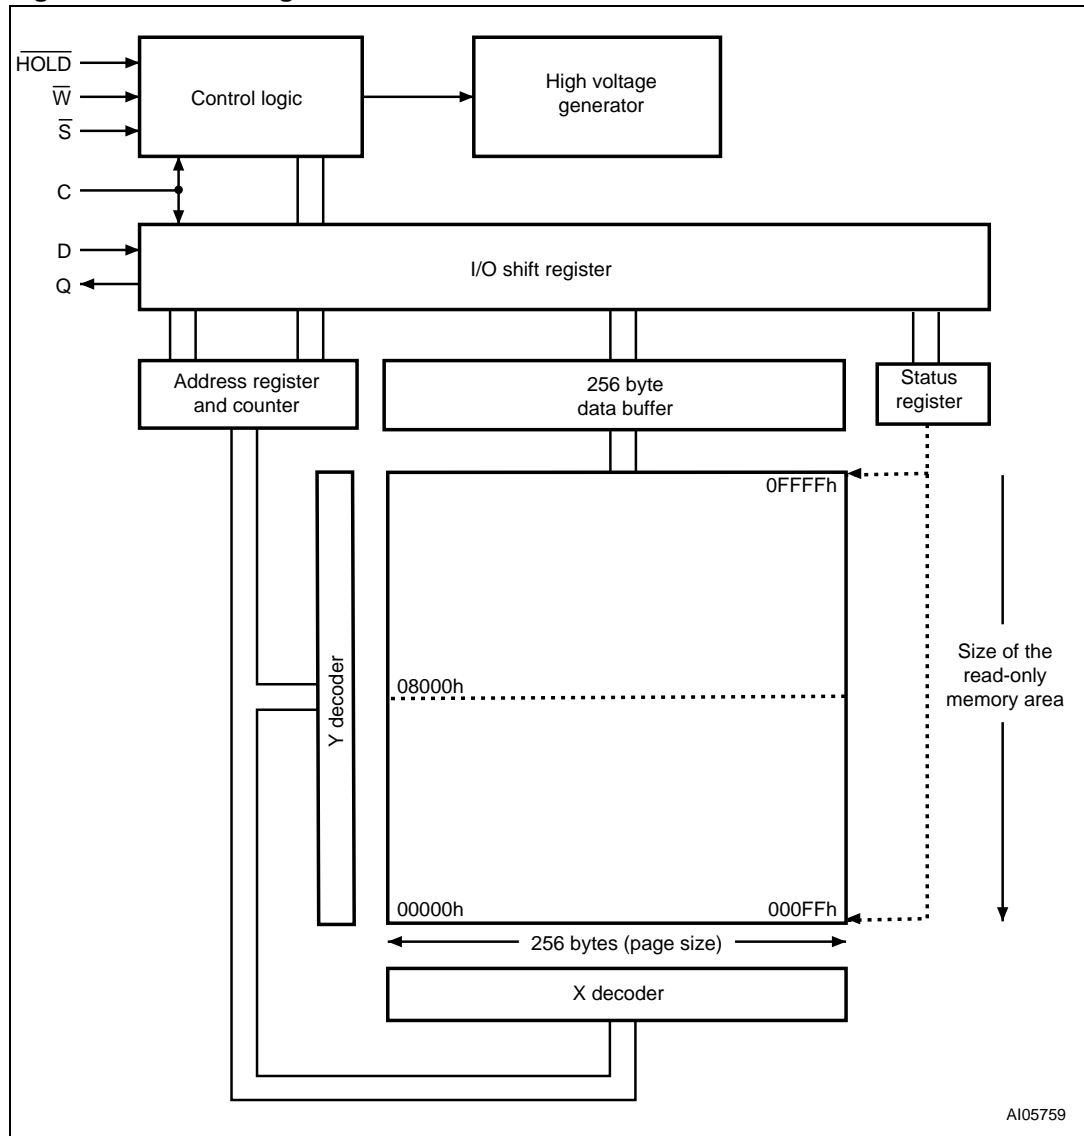 HOLD
W
S
C
D
Q
Control logic
High voltage
generator
I/O shift register
Address register
and counter
256 byte
data buffer
Status
register
0FFFFh
Y decoder
08000h
Size of the
read-only
memory area
00000h
000FFh
256 bytes (page size)
X decoder
AI05759